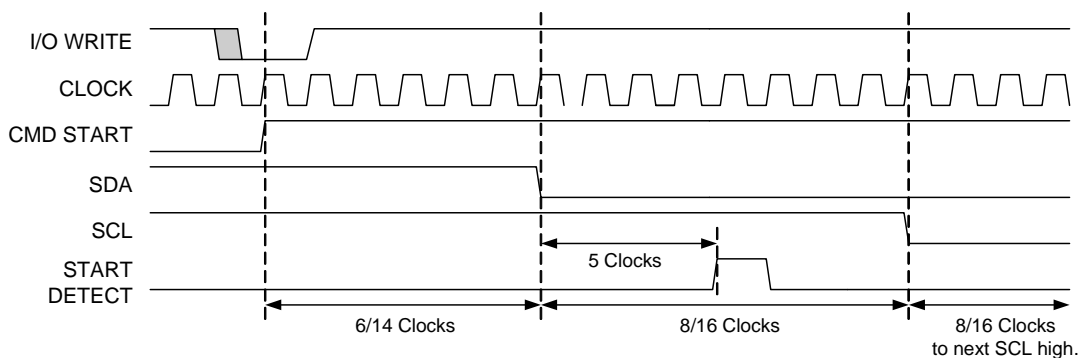 I/O WRITE
CLOCK
CMD START
SDA
SCL
5 Clocks
START
DETECT
6/14 Clocks
8/16 Clocks
8/16 Clocks
to next SCL high.